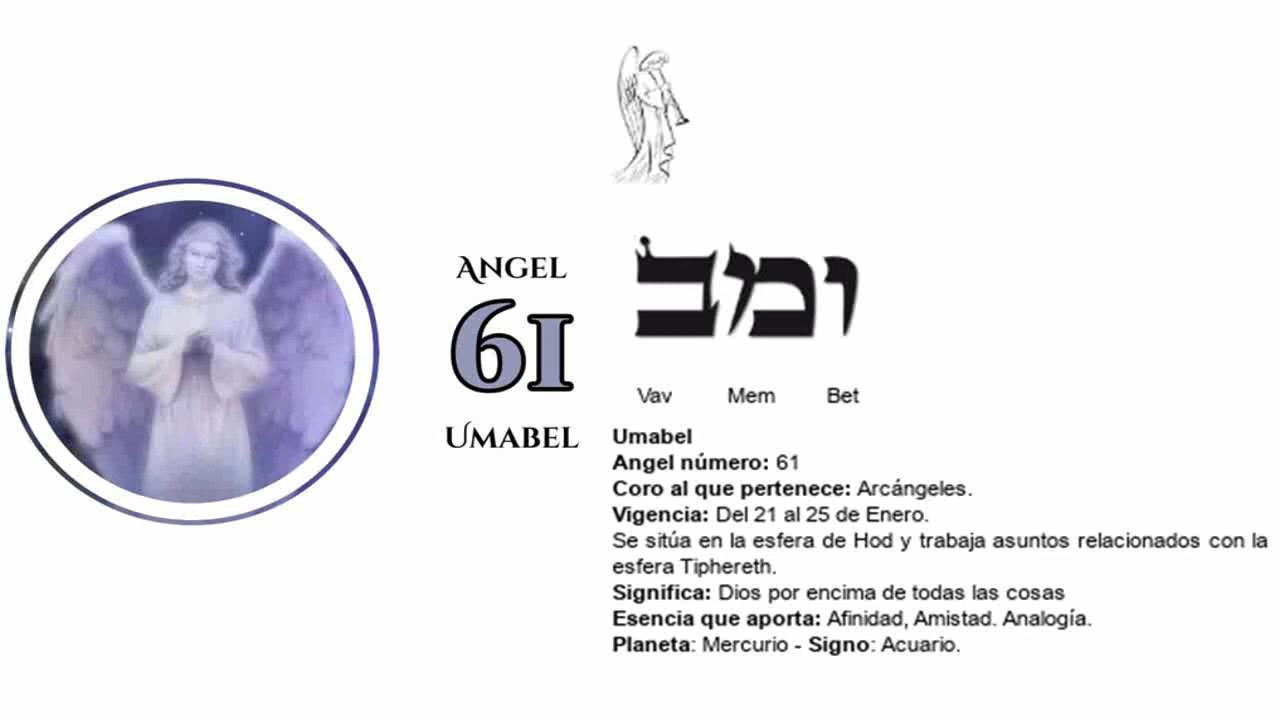 ANGEL
61
UMABEL
ומב
Vav Mem Bet
Umabel
Angel número: 61
Coro al que pertenece: Arcángeles.
Vigencia: Del 21 al 25 de Enero.
Se sitúa en la esfera de Hod y trabaja asuntos relacionados con la
esfera Tiphereth.
Significa: Dios por encima de todas las cosas
Esencia que aporta: Afinidad, Amistad. Analogía.
Planeta: Mercurio - Signo: Acuario.